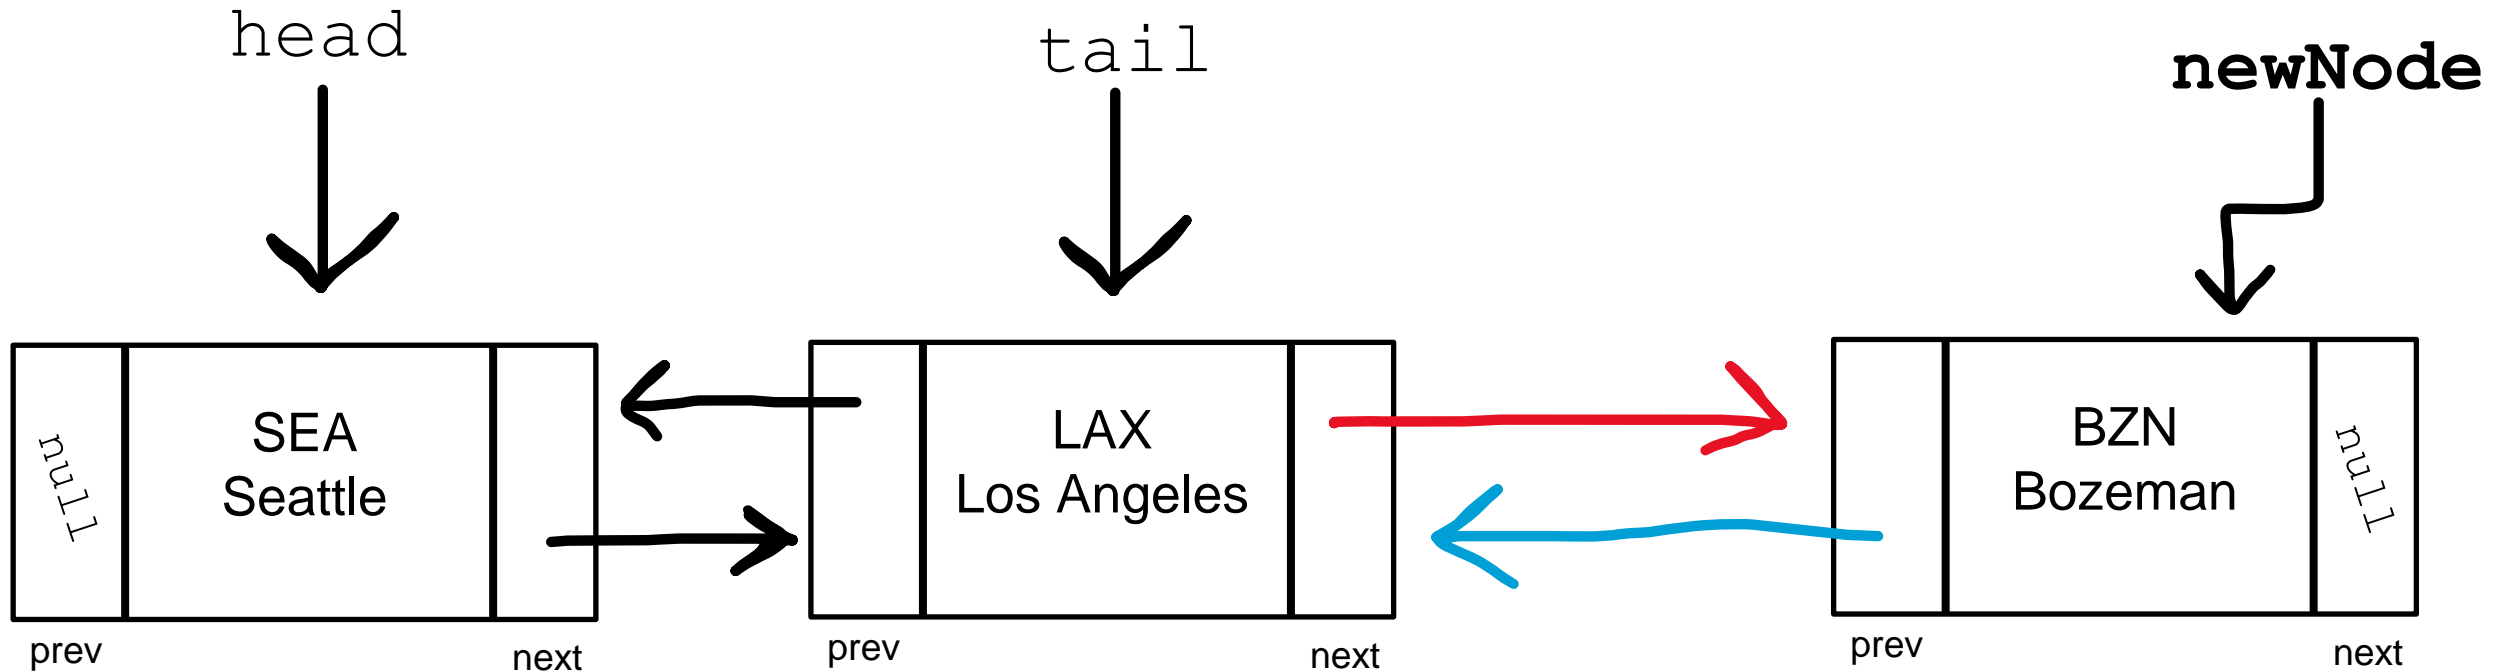 head
tail
newNode
null
SEA
Seattle
prev
next
LAX
Los Angeles
prev
next
BZN
Bozeman
null
prev
next